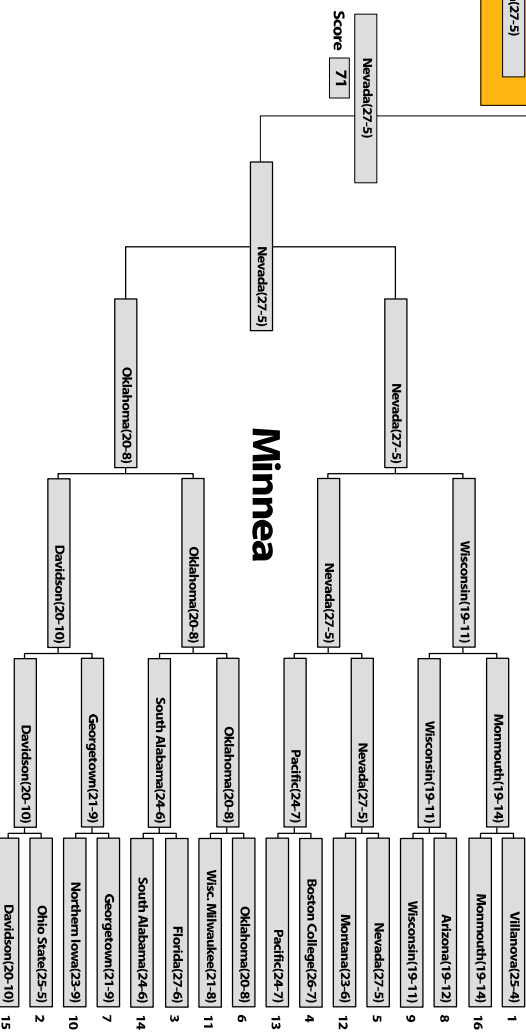 (27-5)
Score
71
Nevada(27-5)
Nevada(27-5)
Nevada(27-5)
Oklahoma(20-8)
Minnea
Wisconsin(19-11)
Nevada(27-5)
Oklahoma(20-8)
Davidson(20-10)
Monmouth(19-14)
Wisconsin(19-11)
Nevada(27-5)
Pacific(24-7)
Oklahoma(20-8)
South Alabama(24-6)
Georgetown(21-9)
Davidson(20-10)
Villanova(25-4) 1
Monmouth(19-14) 16
Arizona(19-12) 8
Wisconsin(19-11) 9
Nevada(27-5) 5
Montana(23-6) 12
Boston College(26-7) 4
Pacific(24-7) 13
Oklahoma(20-8) 6
Wisc. Milwaukee(21-8) 11
Florida(27-6) 3
South Alabama(24-6) 14
Georgetown(21-9) 7
Northern Iowa(23-9) 10
Ohio State(25-5) 2
Davidson(20-10) 15